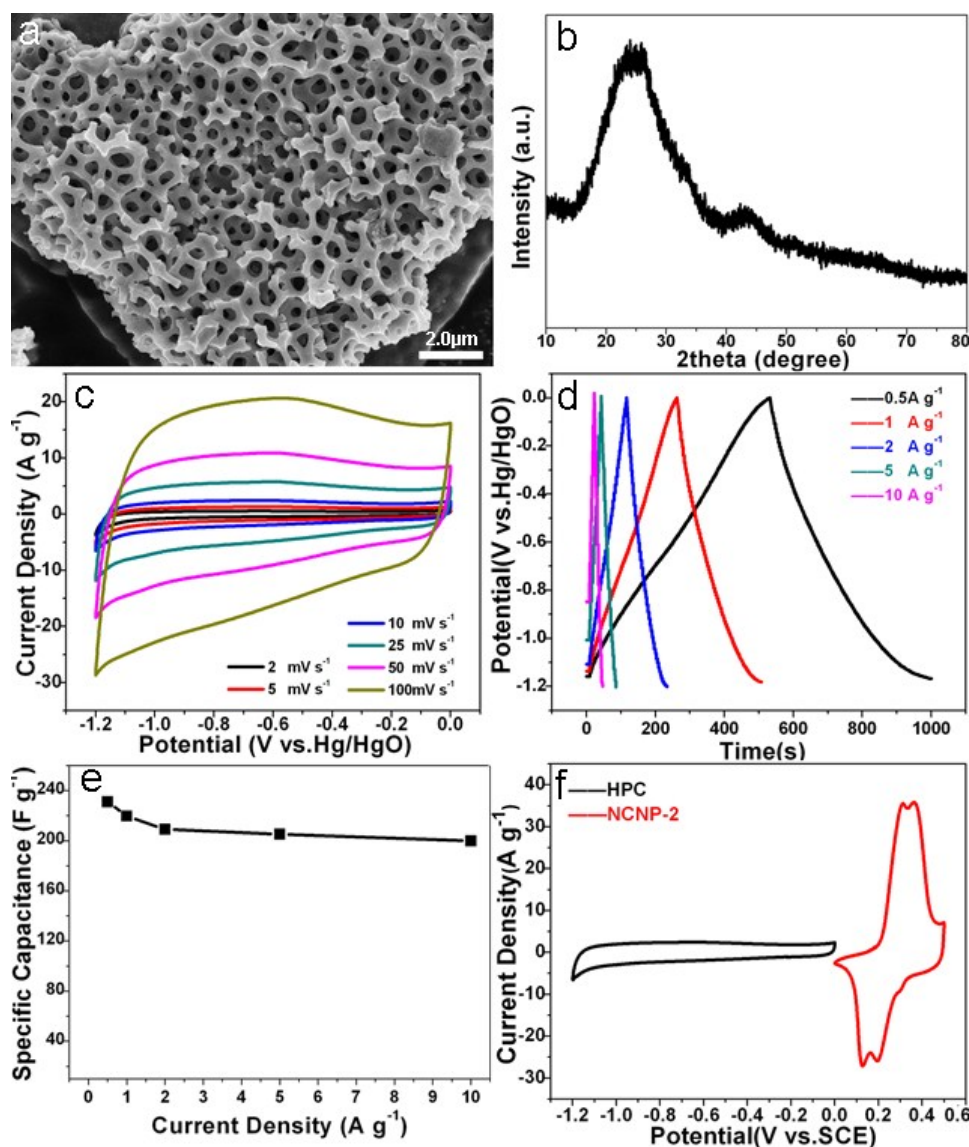 a
2.0μm
b
Intensity (a.u.)
10 20 30 40 50 60 70 80
2theta (degree)
c
Current Density (A g⁻¹)
20
10
0
-10
-20
-30
2 mV s⁻¹
5 mV s⁻¹
10 mV s⁻¹
25 mV s⁻¹
50 mV s⁻¹
100mV s⁻¹
-1.2 -1.0 -0.8 -0.6 -0.4 -0.2 0.0
Potential (V vs.Hg/HgO)
d
Potential(V vs.Hg/HgO)
0.0
-0.2
-0.4
-0.6
-0.8
-1.0
-1.2
0.5A g⁻¹
1 A g⁻¹
2 A g⁻¹
5 A g⁻¹
10 A g⁻¹
0 200 400 600 800 1000
Time(s)
e
Specific Capacitance (F g⁻¹)
240
200
160
120
80
40
0 1 2 3 4 5 6 7 8 9 10
Current Density (A g⁻¹)
f
Current Density(A g⁻¹)
40
30
20
10
0
-10
-20
-30
HPC
NCNP-2
-1.2 -1.0 -0.8 -0.6 -0.4 -0.2 0.0 0.2 0.4 0.6
Potential(V vs.SCE)